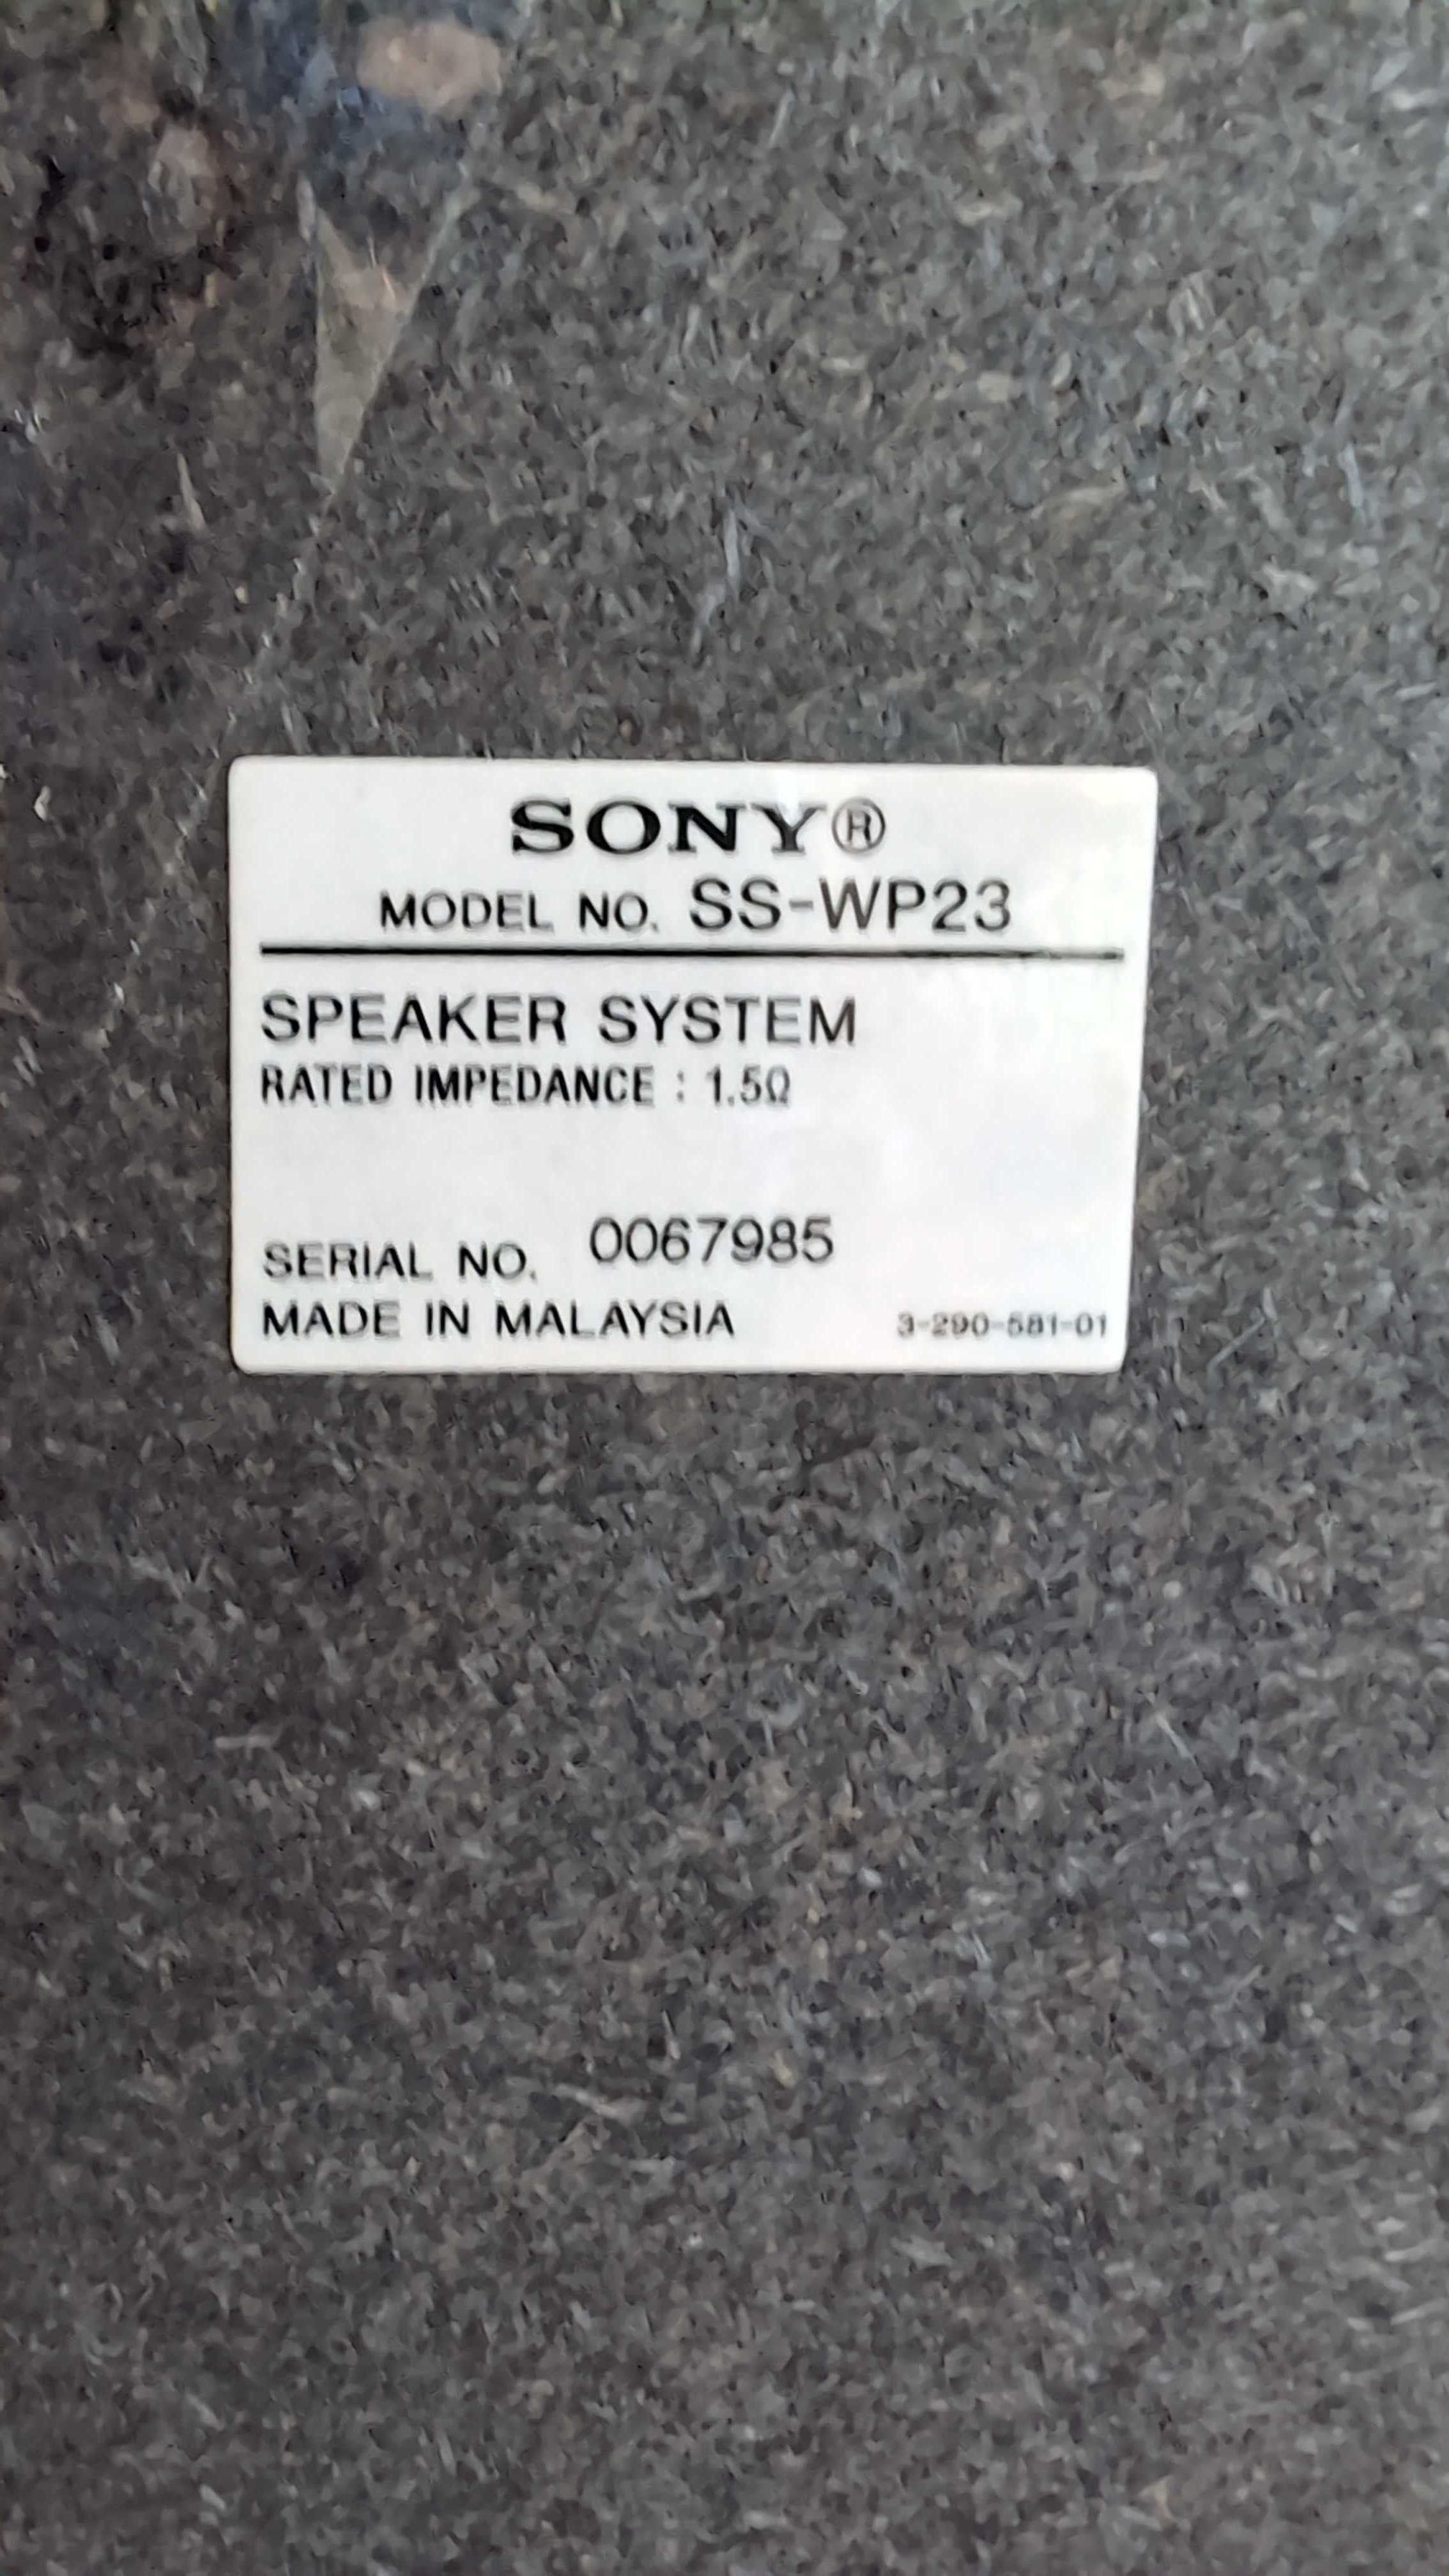 SONY®
MODEL NO. SS-WP23
SPEAKER SYSTEM
RATED IMPEDANCE : 1.5Ω
SERIAL NO. 0067985
MADE IN MALAYSIA 3-290-581-01